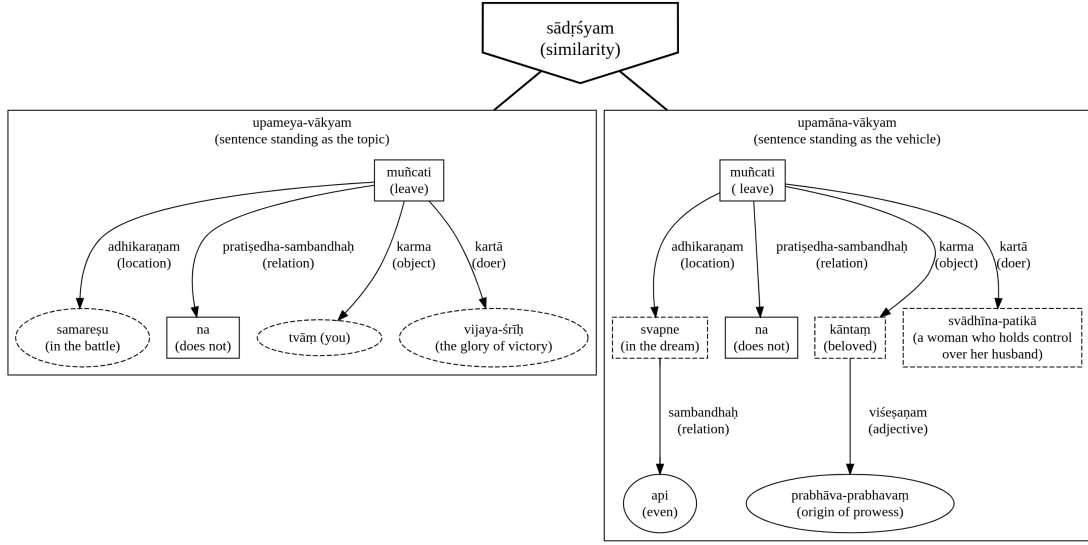 sādṛśyam
(similarity)
upameya-vākyam
(sentence standing as the topic)
muñcati
(leave)
adhikaraṇam
(location)
pratiṣedha-sambandhaḥ
(relation)
karma
(object)
kartā
(doer)
samareṣu
(in the battle)
na
(does not)
tvāṃ (you)
vijaya-śrīḥ
(the glory of victory)
upamāna-vākyam
(sentence standing as the vehicle)
muñcati
( leave)
adhikaraṇam
(location)
pratiṣedha-sambandhaḥ
(relation)
karma
(object)
kartā
(doer)
svapne
(in the dream)
na
(does not)
kāntaṃ
(beloved)
svādhīna-patikā
(a woman who holds control
over her husband)
sambandhaḥ
(relation)
viśeṣaṇam
(adjective)
api
(even)
prabhāva-prabhavaṃ
(origin of prowess)